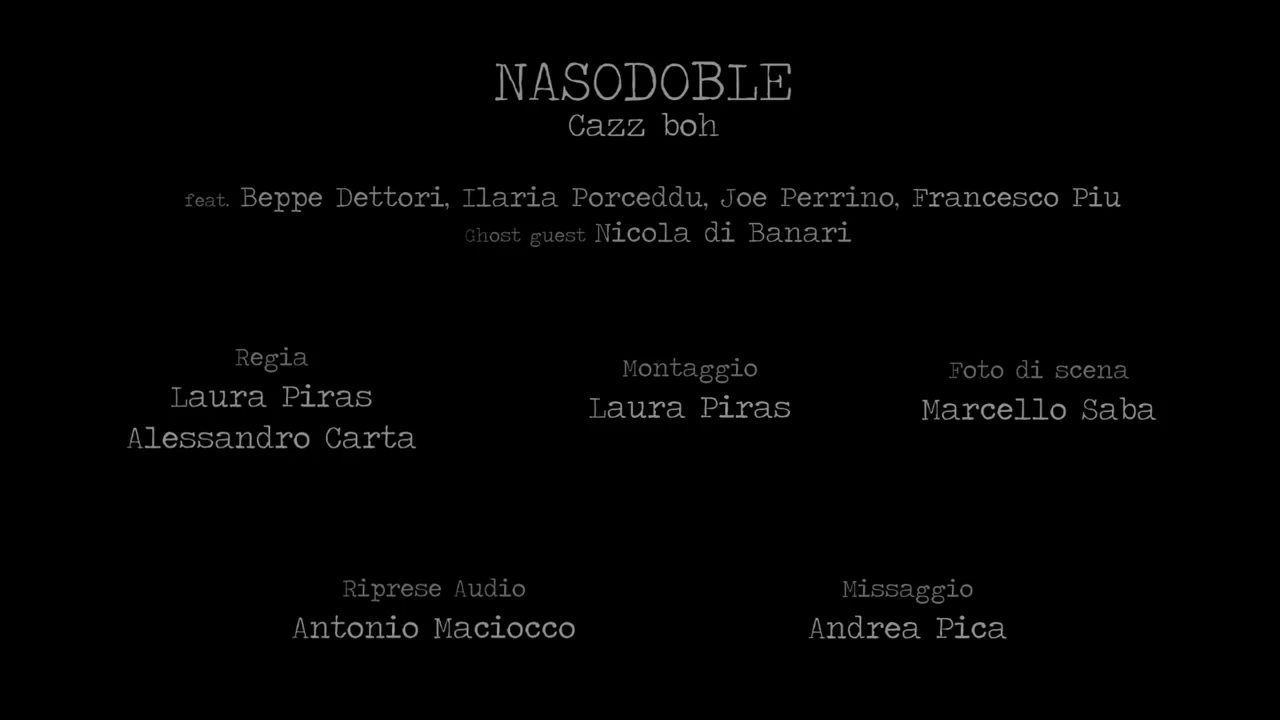 NASODOBLE
Cazz boh
feat. Beppe Dettori, Ilaria Porceddu, Joe Perrino, Francesco Piu
Ghost guest Nicola di Banari
Regia
Laura Piras
Alessandro Carta
Montaggio
Laura Piras
Foto di scena
Marcello Saba
Riprese Audio
Antonio Maciocco
Missaggio
Andrea Pica